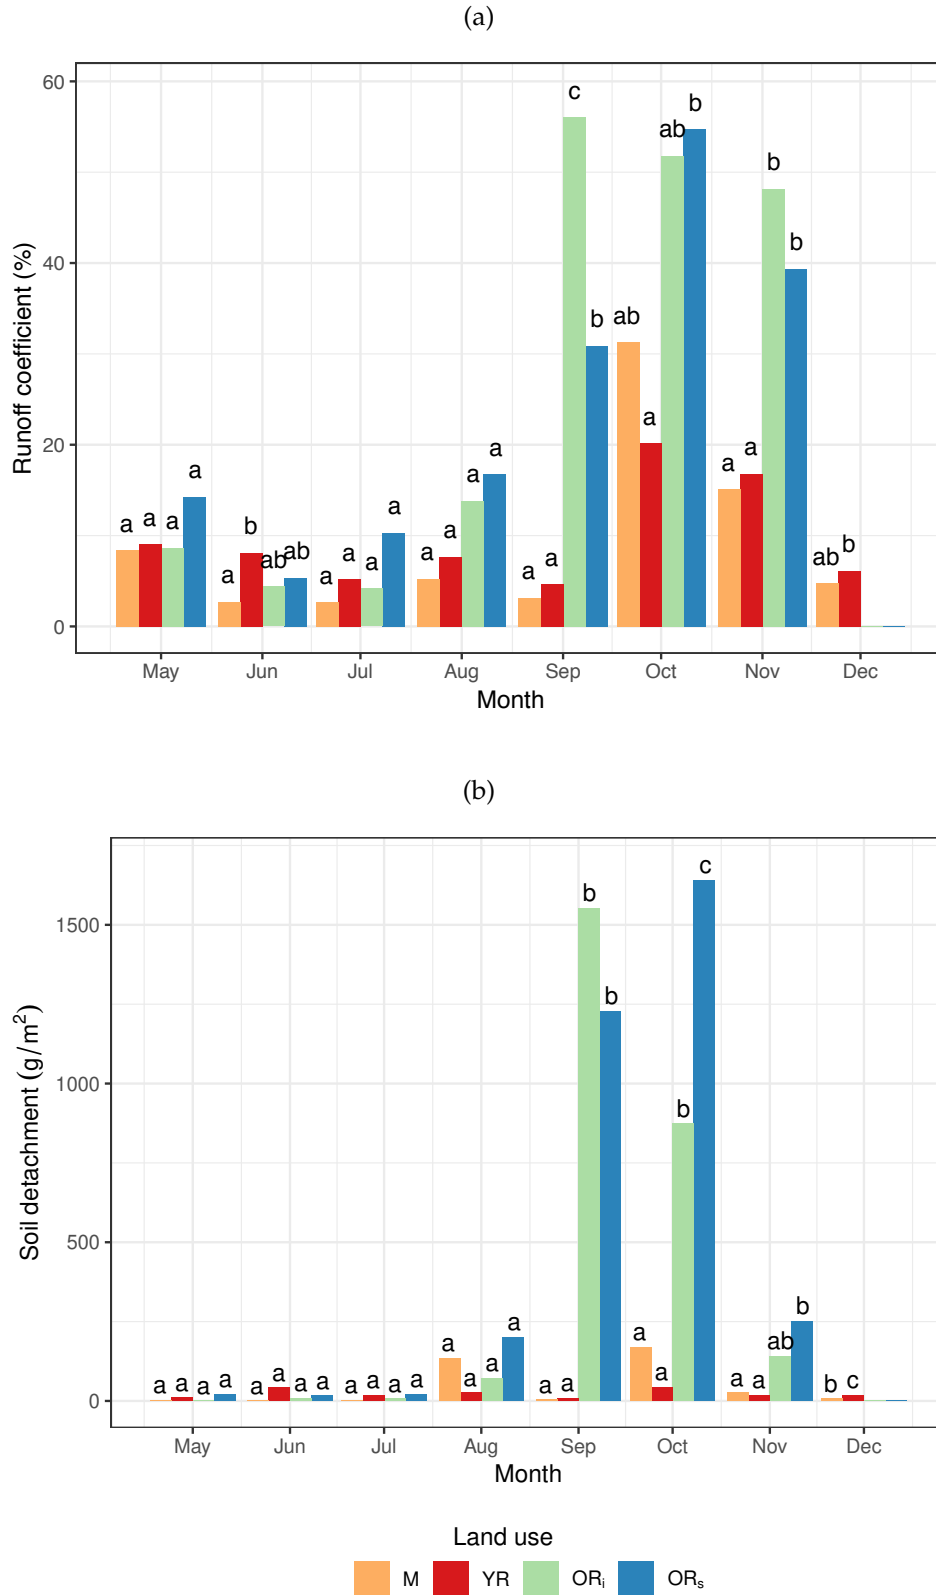 (a)
60
40
20
0
Runoff coefficient (%)
a a a a
a b ab ab
a a a a
a a a a
a a c b
ab a ab b
a a b b
ab b
May Jun Jul Aug Sep Oct Nov Dec
Month
(b)
1500
1000
500
0
Soil detachment (g/m²)
a a a a
a a a a
a a a a
a a a a
a a b b
a a b c
a a ab b
b c
May Jun Jul Aug Sep Oct Nov Dec
Month
Land use
M YR ORᵢ ORₛ